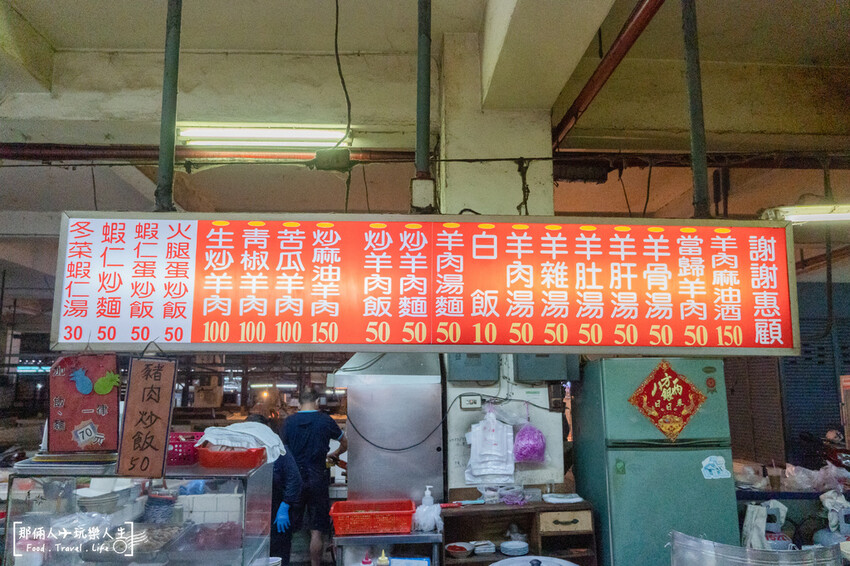 謝謝惠顧
羊肉麻油酒 150
當歸羊肉 50
羊骨湯 50
羊肝湯 50
羊肚湯 50
羊雜湯 50
羊肉湯 50
白飯 10
羊肉湯麵 50
炒羊肉麵 50
炒羊肉飯 50
炒麻油羊肉 150
苦瓜羊肉 100
青椒羊肉 100
生炒羊肉 100
火腿蛋炒飯 50
蝦仁蛋炒飯 50
蝦仁炒麵 50
冬菜蝦仁湯 30
一律
70
豬肉
炒飯
50
那倆人 玩樂人生
Food . Travel . Life